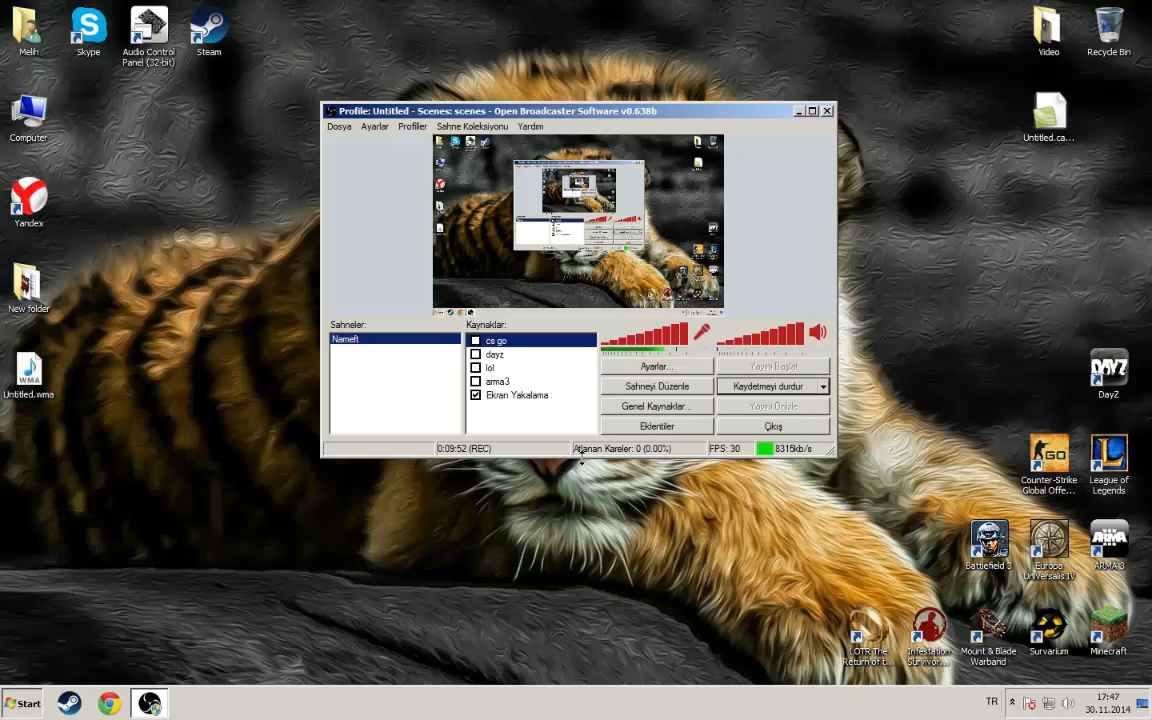 Melih
Skype
Audio Control
Panel (32-bit)
Steam
Video
Recycle Bin
Computer
Untitled.ca...
Yandex
New folder
WMA
Untitled.wma
Profile: Untitled - Scenes: scenes - Open Broadcaster Software v0.638b
Dosya Ayarlar Profiller Sahne Koleksiyonu Yardım
Sahneler:
Nameft
Kaynaklar:
cs go
dayz
lol
arma3
Ekran Yakalama
Ayarlar...
Yayını Başlat
Sahneyi Düzenle
Kaydetmeyi durdur
Genel Kaynaklar...
Yayını Önizle
Eklentiler
Çıkış
0:09:52 (REC)
Atlanan Kareler: 0 (0.00%)
FPS: 30
8315kb/s
DAYZ
DayZ
GO
Counter-Strike
Global Offe...
League of
Legends
Battlefield 3
Europa
Universalis IV
ARMA
ARMA 3
LOTR The
Return of t...
Infestation
Survivor...
Mount & Blade
Warband
Survarium
Minecraft
Start
TR
17:47
30.11.2014